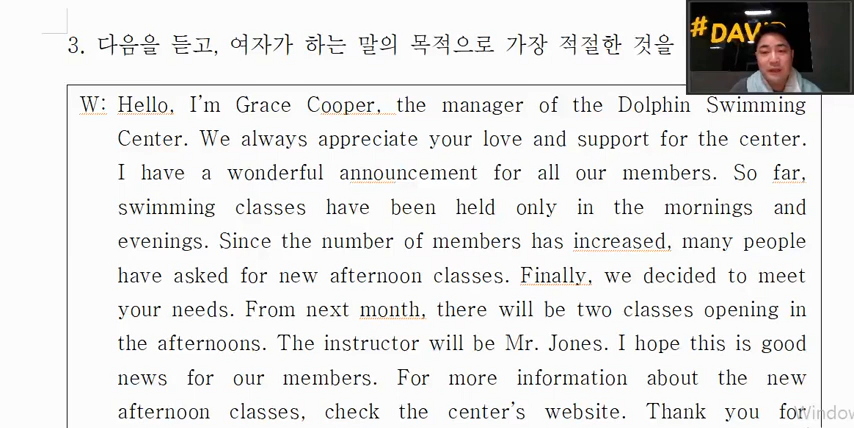 3. 다음을 듣고, 여자가 하는 말의 목적으로 가장 적절한 것을
# DAVID
W: Hello, I'm Grace Cooper, the manager of the Dolphin Swimming
Center. We always appreciate your love and support for the center.
I have a wonderful announcement for all our members. So far,
swimming classes have been held only in the mornings and
evenings. Since the number of members has increased, many people
have asked for new afternoon classes. Finally, we decided to meet
your needs. From next month, there will be two classes opening in
the afternoons. The instructor will be Mr. Jones. I hope this is good
news for our members. For more information about the new
afternoon classes, check the center's website. Thank you for
Window